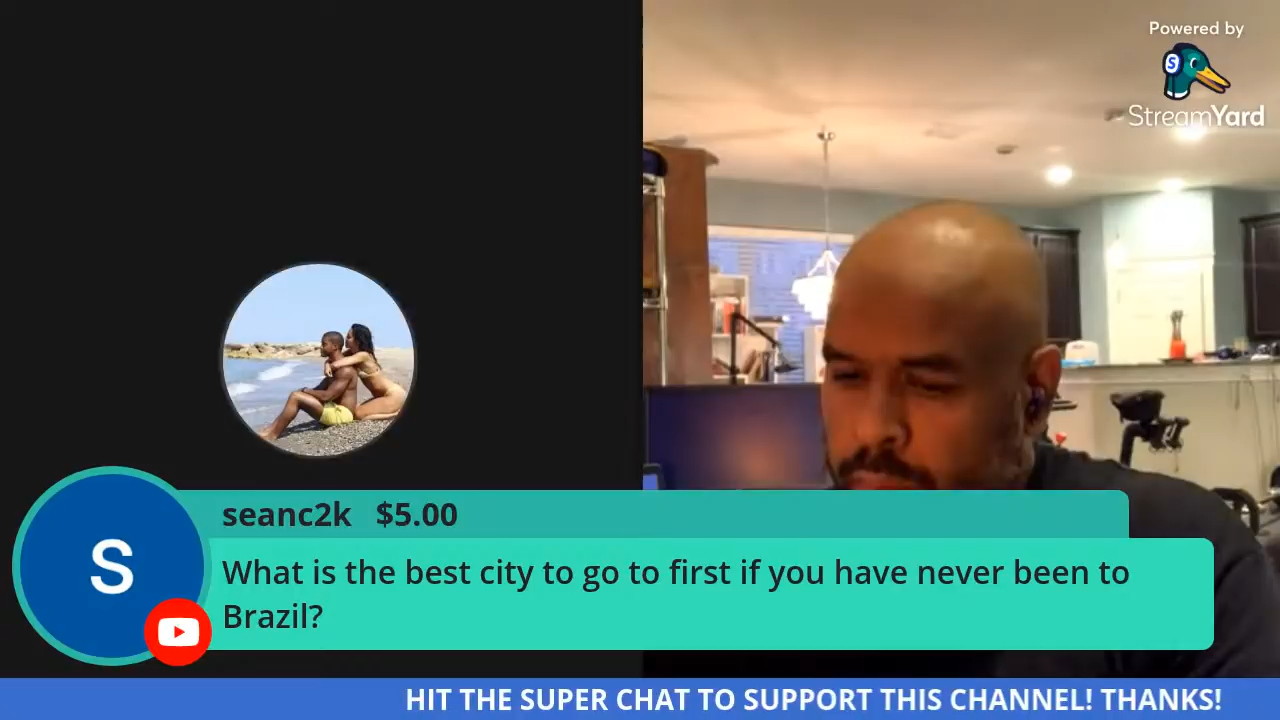 Powered by
S
StreamYard
seanc2k $5.00
S
What is the best city to go to first if you have never been to
Brazil?
HIT THE SUPER CHAT TO SUPPORT THIS CHANNEL! THANKS!